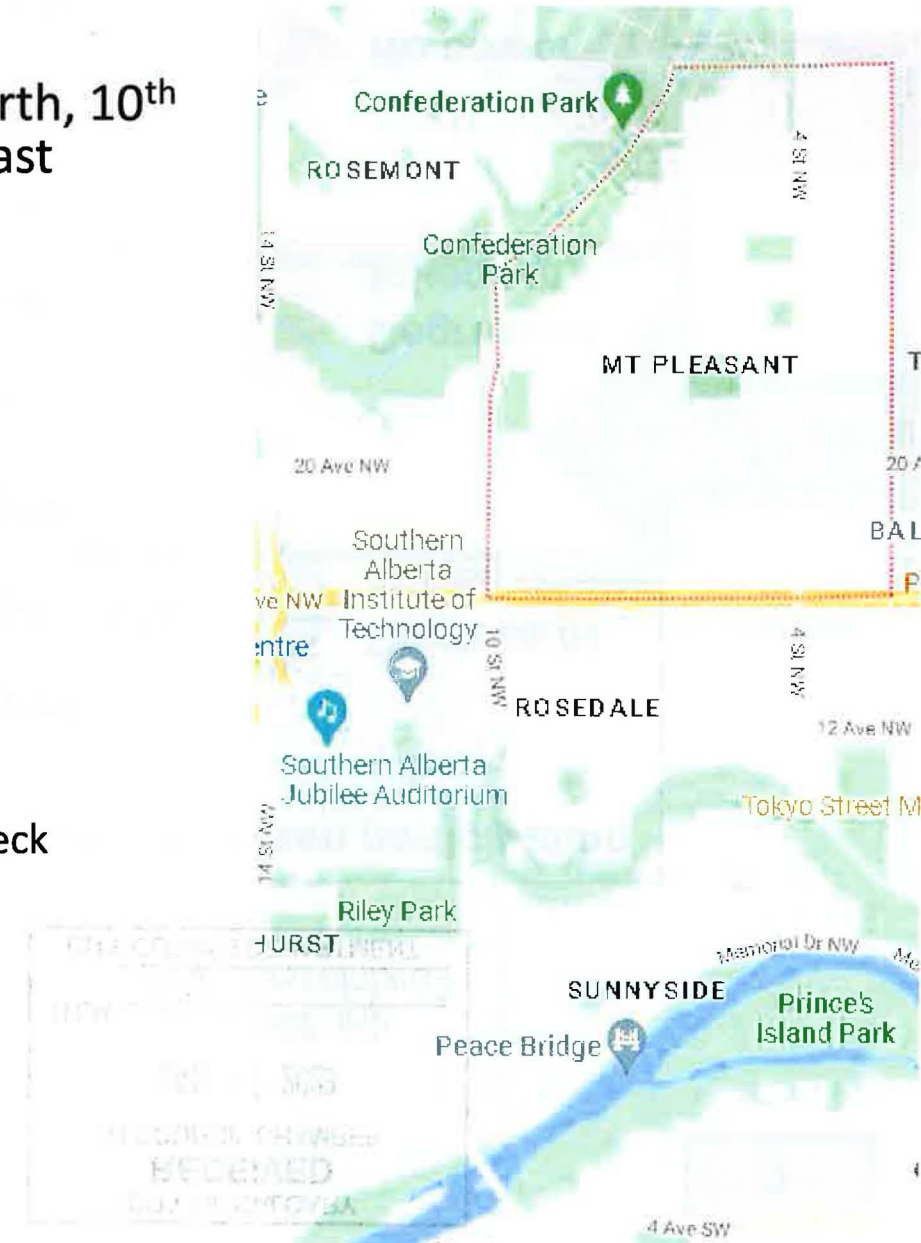 rth, 10th
ast
eck
Confederation Park
ROSEMONT
4 St NW
14 St NW
Confederation
Park
MT PLEASANT
T
20 Ave NW
20 A
BAL
Southern
Alberta
Institute of
Technology
ve NW
P
entre
10 St NW
4 St NW
ROSEDALE
12 Ave NW
Southern Alberta
Jubilee Auditorium
Tokyo Street M
14 St NW
Riley Park
HURST
Memorial Dr NW
Me
SUNNYSIDE
Prince's
Island Park
Peace Bridge
4 Ave SW
RECEIVED